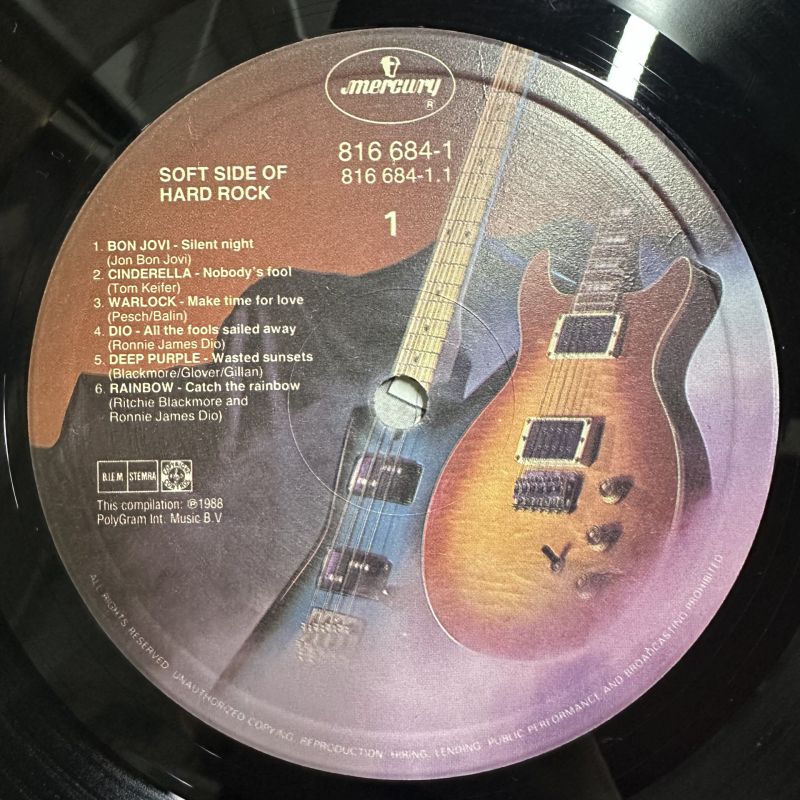 mercury
R
816 684-1
816 684-1.1
SOFT SIDE OF
HARD ROCK
1
1. BON JOVI - Silent night
(Jon Bon Jovi)
2. CINDERELLA - Nobody's fool
(Tom Keifer)
3. WARLOCK - Make time for love
(Pesch/Balin)
4. DIO - All the fools sailed away
(Ronnie James Dio)
5. DEEP PURPLE - Wasted sunsets
(Blackmore/Glover/Gillan)
6. RAINBOW - Catch the rainbow
(Ritchie Blackmore and
Ronnie James Dio)
B.I.E.M STEMRA
This compilation: ℗1988
PolyGram Int. Music B.V
ALL RIGHTS RESERVED. UNAUTHORIZED COPYING, REPRODUCTION, HIRING, LENDING, PUBLIC PERFORMANCE AND BROADCASTING PROHIBITED